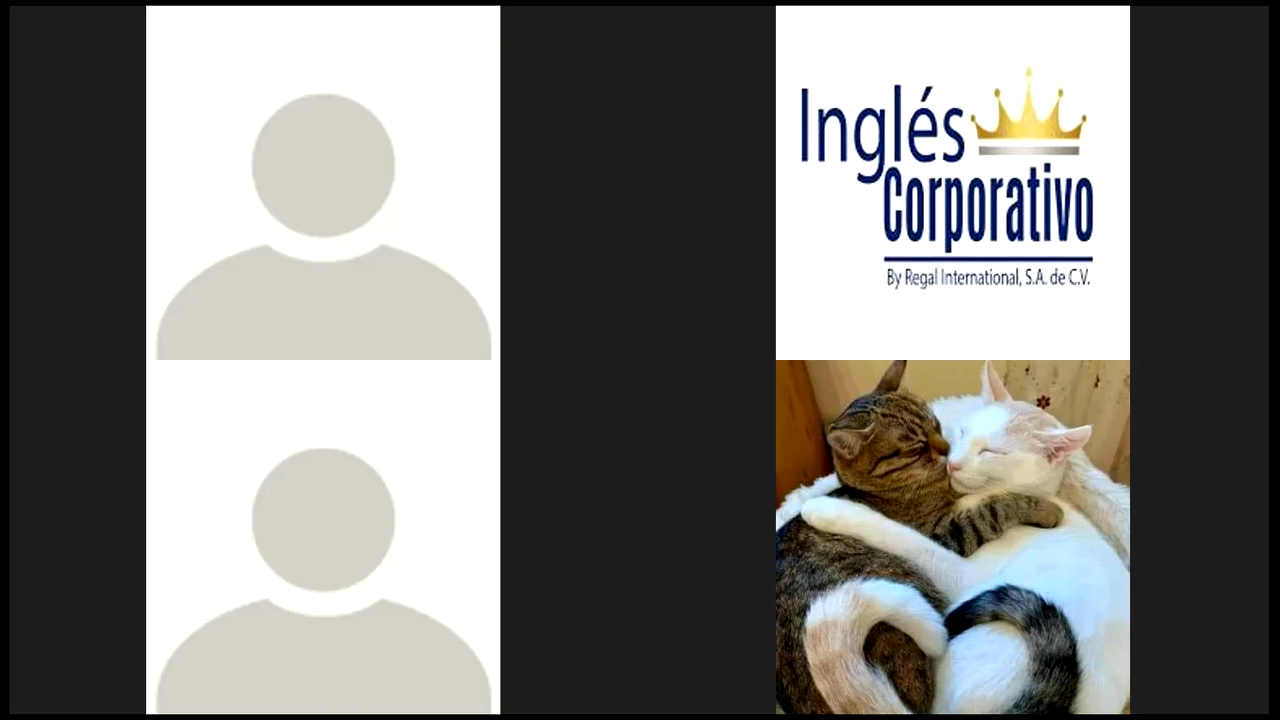 Inglés
Corporativo
By Regal International, S.A. de C.V.